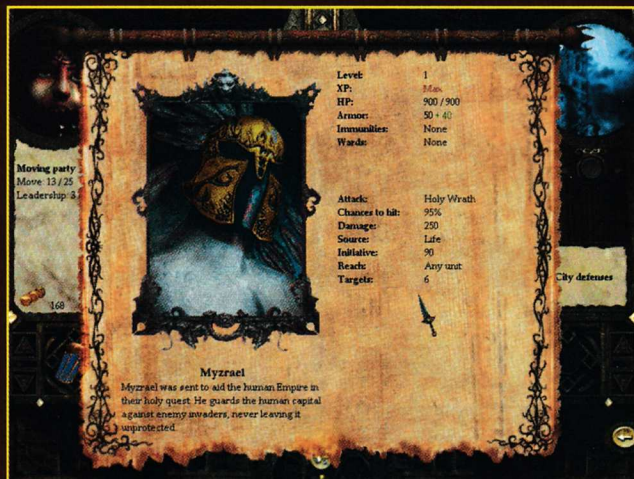 Level: 1
XP: Max
HP: 900 / 900
Armor: 50 + 40
Immunities: None
Wards: None
Moving party
Move: 13 / 25
Leadership: 3
Attack: Holy Wrath
Chances to hit: 95%
Damage: 250
Source: Life
Initiative: 90
Reach: Any unit
Targets: 6
City defenses
168
Myzrael
Myzrael was sent to aid the human Empire in
their holy quest. He guards the human capital
against enemy invaders, never leaving it
unprotected.